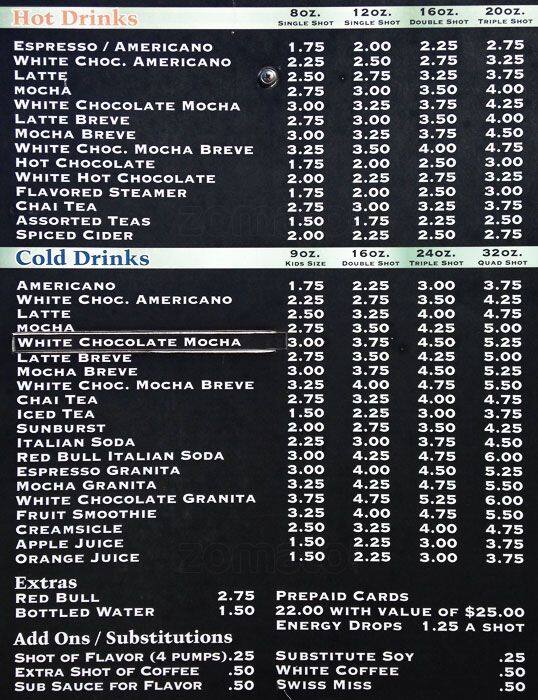 Hot Drinks 8oz. 12oz. 16oz. 20oz.
Single Shot Single Shot Double Shot Triple Shot
Espresso / Americano 1.75 2.00 2.25 2.75
White Choc. Americano 2.25 2.50 2.75 3.25
Latte 2.50 2.75 3.25 3.75
Mocha 2.75 3.00 3.50 4.00
White Chocolate Mocha 3.00 3.25 3.75 4.25
Latte Breve 2.75 3.00 3.50 4.00
Mocha Breve 3.00 3.25 3.75 4.50
White Choc. Mocha Breve 3.25 3.50 4.00 4.75
Hot Chocolate 1.75 2.00 2.50 3.00
White Hot Chocolate 2.00 2.25 2.75 3.25
Flavored Steamer 1.75 2.00 2.50 3.00
Chai Tea 2.75 3.00 3.25 3.75
Assorted Teas 1.50 1.75 2.25 2.50
Spiced Cider 2.00 2.25 2.50 2.75
Cold Drinks 9oz. 16oz. 24oz. 32oz.
Kids Size Double Shot Triple Shot Quad Shot
Americano 1.75 2.25 3.00 3.75
White Choc. Americano 2.25 2.75 3.50 4.25
Latte 2.50 3.25 4.00 4.75
Mocha 2.75 3.50 4.25 5.00
White Chocolate Mocha 3.00 3.75 4.50 5.25
Latte Breve 2.75 3.50 4.25 5.25
Mocha Breve 3.00 3.75 4.50 5.50
White Choc. Mocha Breve 3.25 4.00 4.75 5.50
Chai Tea 2.75 3.25 4.00 4.75
Iced Tea 1.50 2.25 3.00 3.75
Sunburst 2.00 2.75 3.50 4.25
Italian Soda 2.25 3.00 3.75 4.50
Red Bull Italian Soda 3.00 4.25 4.75 6.00
Espresso Granita 3.00 4.00 4.50 5.25
Mocha Granita 3.25 4.25 4.75 5.50
White Chocolate Granita 3.75 4.75 5.25 6.00
Fruit Smoothie 3.25 4.00 4.75 5.50
Creamsicle 2.50 3.25 4.00 4.75
Apple Juice 1.50 2.25 3.00 3.75
Orange Juice 1.50 2.25 3.00 3.75
Extras
Red Bull 2.75 Prepaid Cards
Bottled Water 1.50 22.00 with value of $25.00
Energy Drops 1.25 a shot
Add Ons / Substitutions
Shot of Flavor (4 pumps) .25 Substitute Soy .25
Extra Shot of Coffee .50 White Coffee .50
Sub Sauce for Flavor .50 Swiss Miss .50
zomato